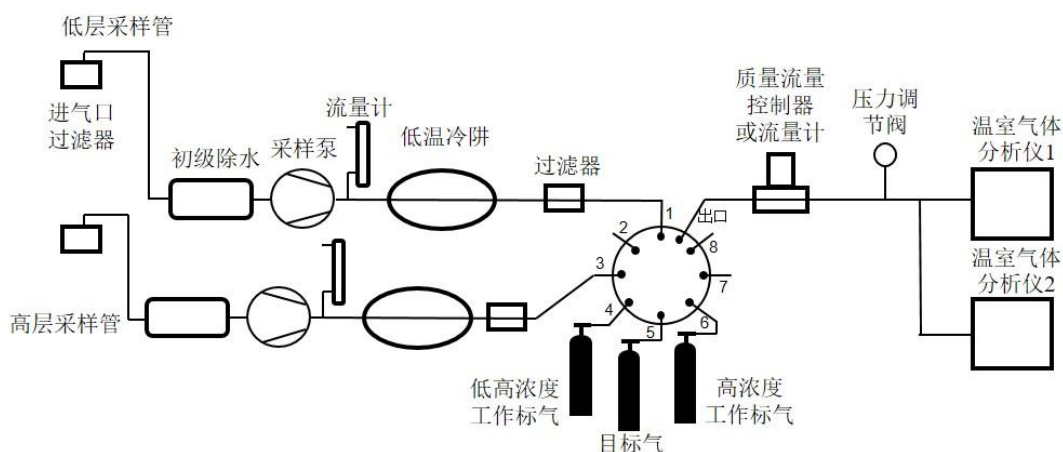 低层采样管
进气口
过滤器
初级除水
采样泵
流量计
低温冷阱
过滤器
质量流量
控制器
或流量计
压力调
节阀
温室气体
分析仪1
温室气体
分析仪2
高层采样管
1
出口
2
8
3
7
4
5
6
低高浓度
工作标气
目标气
高浓度
工作标气